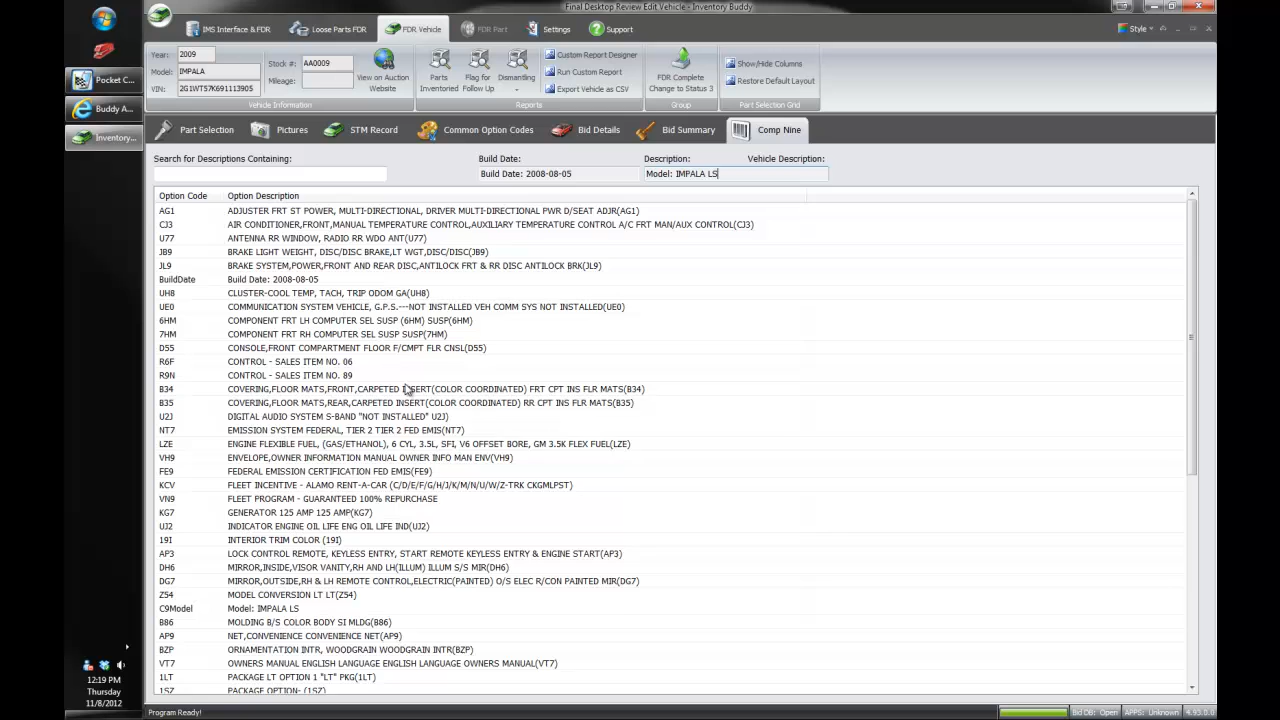 Final Desktop Review Edit Vehicle - Inventory Buddy
IMS Interface & FDR
Loose Parts FDR
FDR Vehicle
FDR Part
Settings
Support
Style
Year: 2009
Model: IMPALA
VIN: 2G1WT57K691113905
Stock #: AA0009
Mileage:
View on Auction Website
Vehicle Information
Parts Inventoried
Flag for Follow Up
Dismantling
Custom Report Designer
Run Custom Report
Export Vehicle as CSV
Reports
FDR Complete
Change to Status 3
Group
Show/Hide Columns
Restore Default Layout
Part Selection Grid
Pocket C...
Buddy A...
Inventory...
Part Selection
Pictures
STM Record
Common Option Codes
Bid Details
Bid Summary
Comp Nine
Search for Descriptions Containing:
Build Date:
Description:
Vehicle Description:
Build Date: 2008-08-05
Model: IMPALA LS
Option Code Option Description
AG1 ADJUSTER FRT ST POWER, MULTI-DIRECTIONAL, DRIVER MULTI-DIRECTIONAL PWR D/SEAT ADJR(AG1)
CJ3 AIR CONDITIONER,FRONT,MANUAL TEMPERATURE CONTROL,AUXILIARY TEMPERATURE CONTROL A/C FRT MAN/AUX CONTROL(CJ3)
U77 ANTENNA RR WINDOW, RADIO RR WDO ANT(U77)
JB9 BRAKE LIGHT WEIGHT, DISC/DISC BRAKE,LT WGT,DISC/DISC(JB9)
JL9 BRAKE SYSTEM,POWER,FRONT AND REAR DISC,ANTILOCK FRT & RR DISC ANTILOCK BRK(JL9)
BuildDate Build Date: 2008-08-05
UH8 CLUSTER-COOL TEMP, TACH, TRIP ODOM GA(UH8)
UE0 COMMUNICATION SYSTEM VEHICLE, G.P.S.---NOT INSTALLED VEH COMM SYS NOT INSTALLED(UE0)
6HM COMPONENT FRT LH COMPUTER SEL SUSP (6HM) SUSP(6HM)
7HM COMPONENT FRT RH COMPUTER SEL SUSP SUSP(7HM)
D55 CONSOLE,FRONT COMPARTMENT FLOOR F/CMPT FLR CNSL(D55)
R6F CONTROL - SALES ITEM NO. 06
R9N CONTROL - SALES ITEM NO. 89
B34 COVERING,FLOOR MATS,FRONT,CARPETED INSERT(COLOR COORDINATED) FRT CPT INS FLR MATS(B34)
B35 COVERING,FLOOR MATS,REAR,CARPETED INSERT(COLOR COORDINATED) RR CPT INS FLR MATS(B35)
U2J DIGITAL AUDIO SYSTEM S-BAND "NOT INSTALLED" U2J)
NT7 EMISSION SYSTEM FEDERAL, TIER 2 TIER 2 FED EMIS(NT7)
LZE ENGINE FLEXIBLE FUEL, (GAS/ETHANOL), 6 CYL, 3.5L, SFI, V6 OFFSET BORE, GM 3.5K FLEX FUEL(LZE)
VH9 ENVELOPE,OWNER INFORMATION MANUAL OWNER INFO MAN ENV(VH9)
FE9 FEDERAL EMISSION CERTIFICATION FED EMIS(FE9)
KCV FLEET INCENTIVE - ALAMO RENT-A-CAR (C/D/E/F/G/H/J/K/M/N/U/W/Z-TRK CKGMLPST)
VN9 FLEET PROGRAM - GUARANTEED 100% REPURCHASE
KG7 GENERATOR 125 AMP 125 AMP(KG7)
UJ2 INDICATOR ENGINE OIL LIFE ENG OIL LIFE IND(UJ2)
19I INTERIOR TRIM COLOR (19I)
AP3 LOCK CONTROL REMOTE, KEYLESS ENTRY, START REMOTE KEYLESS ENTRY & ENGINE START(AP3)
DH6 MIRROR,INSIDE,VISOR VANITY,RH AND LH(ILLUM) ILLUM S/S MIR(DH6)
DG7 MIRROR,OUTSIDE,RH & LH REMOTE CONTROL,ELECTRIC(PAINTED) O/S ELEC R/CON PAINTED MIR(DG7)
Z54 MODEL CONVERSION LT LT(Z54)
C9Model Model: IMPALA LS
B86 MOLDING B/S COLOR BODY SI MLDG(B86)
AP9 NET,CONVENIENCE CONVENIENCE NET(AP9)
BZP ORNAMENTATION INTR, WOODGRAIN WOODGRAIN INTR(BZP)
VT7 OWNERS MANUAL ENGLISH LANGUAGE ENGLISH LANGUAGE OWNERS MANUAL(VT7)
1LT PACKAGE LT OPTION 1 "LT" PKG(1LT)
1SZ PACKAGE OPTION- (1SZ)
12:19 PM
Thursday
11/8/2012
Program Ready!
Bid DB: Open
APPS: Unknown
4.95.0.0